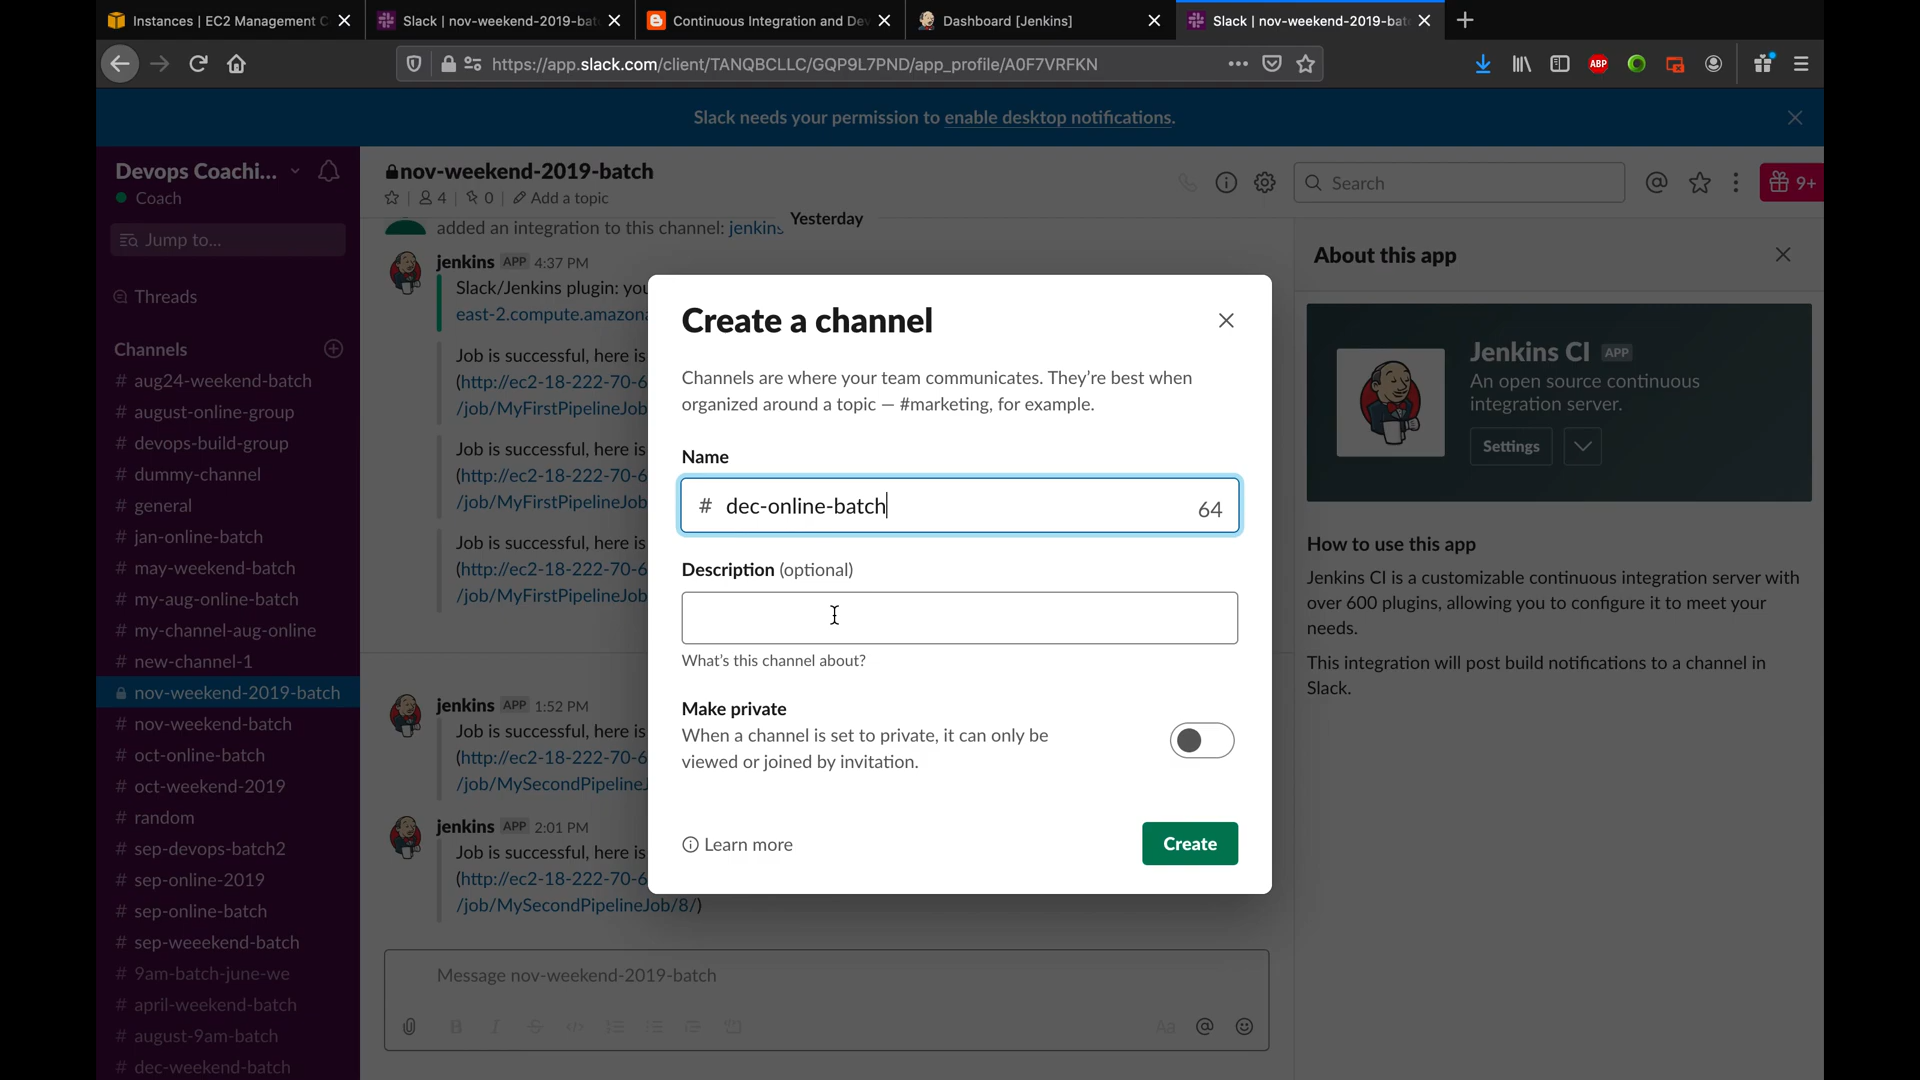 Instances | EC2 Management C
Slack | nov-weekend-2019-bat
Continuous Integration and Dev
Dashboard [Jenkins]
Slack | nov-weekend-2019-bat
https://app.slack.com/client/TANQBCLLC/GQP9L7PND/app_profile/A0F7VRFKN
ABP
Slack needs your permission to enable desktop notifications.
Devops Coachi...
Coach
Jump to...
Threads
Channels
# aug24-weekend-batch
# august-online-group
# devops-build-group
# dummy-channel
# general
# jan-online-batch
# may-weekend-batch
# my-aug-online-batch
# my-channel-aug-online
# new-channel-1
nov-weekend-2019-batch
# nov-weekend-batch
# oct-online-batch
# oct-weekend-2019
# random
# sep-devops-batch2
# sep-online-2019
# sep-online-batch
# sep-weeekend-batch
# 9am-batch-june-we
# april-weekend-batch
# august-9am-batch
# dec-weekend-batch
nov-weekend-2019-batch
4 | 0 | Add a topic
Search
9+
Yesterday
added an integration to this channel: jenkins
jenkins APP 4:37 PM
Slack/Jenkins plugin: you
east-2.compute.amazona
Job is successful, here is
(http://ec2-18-222-70-6
/job/MyFirstPipelineJob
Job is successful, here is
(http://ec2-18-222-70-6
/job/MyFirstPipelineJob
Job is successful, here is
(http://ec2-18-222-70-6
/job/MyFirstPipelineJob
jenkins APP 1:52 PM
Job is successful, here is
(http://ec2-18-222-70-6
/job/MySecondPipelineJ
jenkins APP 2:01 PM
Job is successful, here is
(http://ec2-18-222-70-6
/job/MySecondPipelineJob/8/)
Message nov-weekend-2019-batch
B I S </> Aa @
Create a channel
Channels are where your team communicates. They're best when
organized around a topic — #marketing, for example.
Name
# dec-online-batch 64
Description (optional)
What's this channel about?
Make private
When a channel is set to private, it can only be
viewed or joined by invitation.
Learn more
Create
About this app
Jenkins CI APP
An open source continuous
integration server.
Settings
How to use this app
Jenkins CI is a customizable continuous integration server with
over 600 plugins, allowing you to configure it to meet your
needs.
This integration will post build notifications to a channel in
Slack.